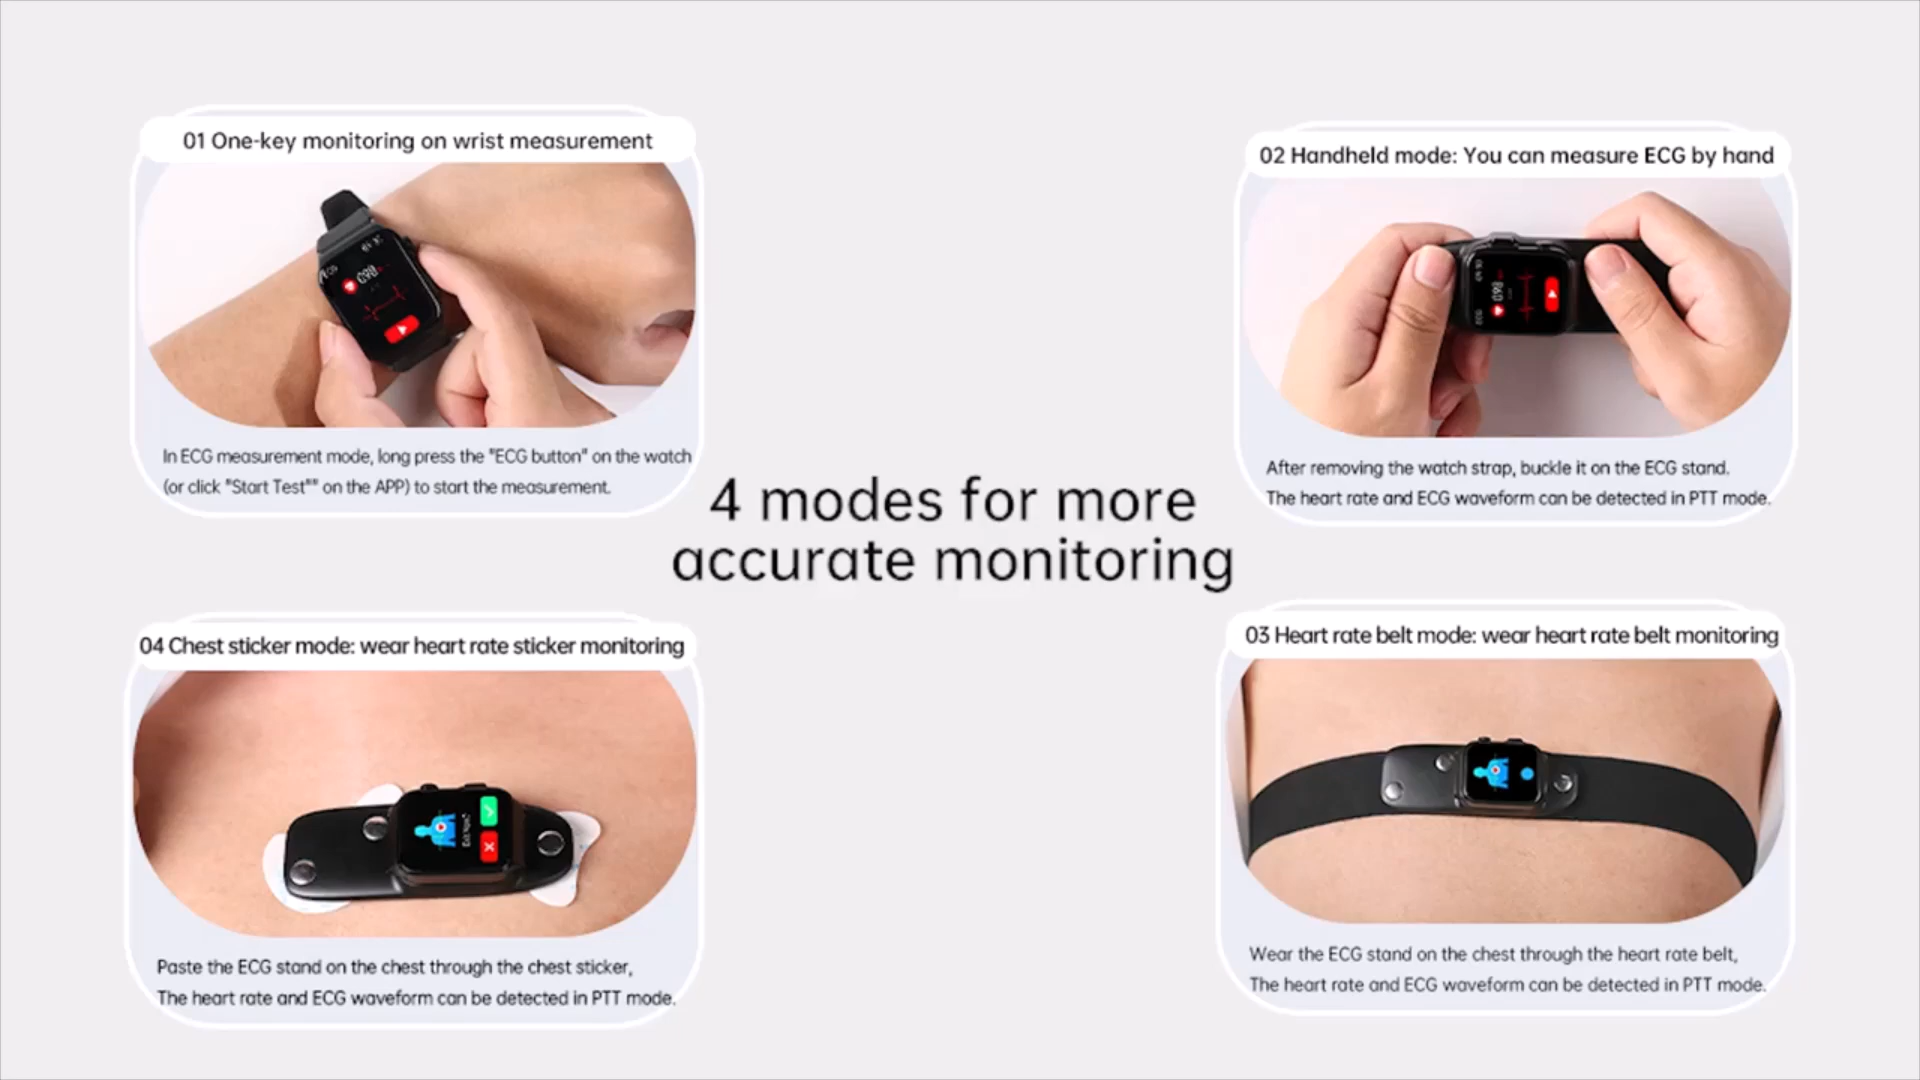 01 One-key monitoring on wrist measurement
In ECG measurement mode, long press the "ECG button" on the watch
(or click "Start Test"" on the APP) to start the measurement.
02 Handheld mode: You can measure ECG by hand
After removing the watch strap, buckle it on the ECG stand.
The heart rate and ECG waveform can be detected in PTT mode.
4 modes for more
accurate monitoring
04 Chest sticker mode: wear heart rate sticker monitoring
Paste the ECG stand on the chest through the chest sticker,
The heart rate and ECG waveform can be detected in PTT mode.
03 Heart rate belt mode: wear heart rate belt monitoring
Wear the ECG stand on the chest through the heart rate belt,
The heart rate and ECG waveform can be detected in PTT mode.